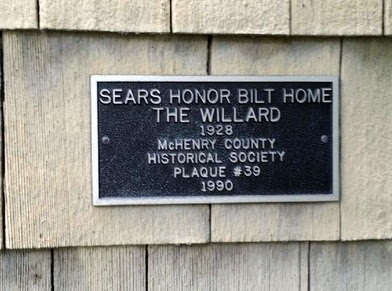 SEARS HONOR BILT HOME
THE WILLARD
1928
McHENRY COUNTY
HISTORICAL SOCIETY
PLAQUE #39
1990